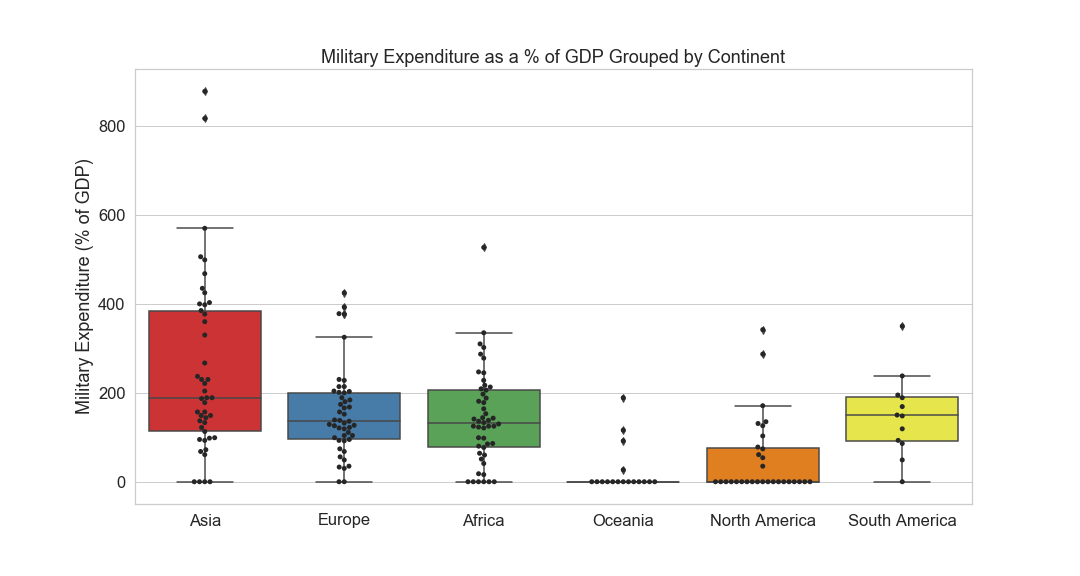 Military Expenditure as a % of GDP Grouped by Continent
Military Expenditure (% of GDP)
800
600
400
200
0
Asia
Europe
Africa
Oceania
North America
South America